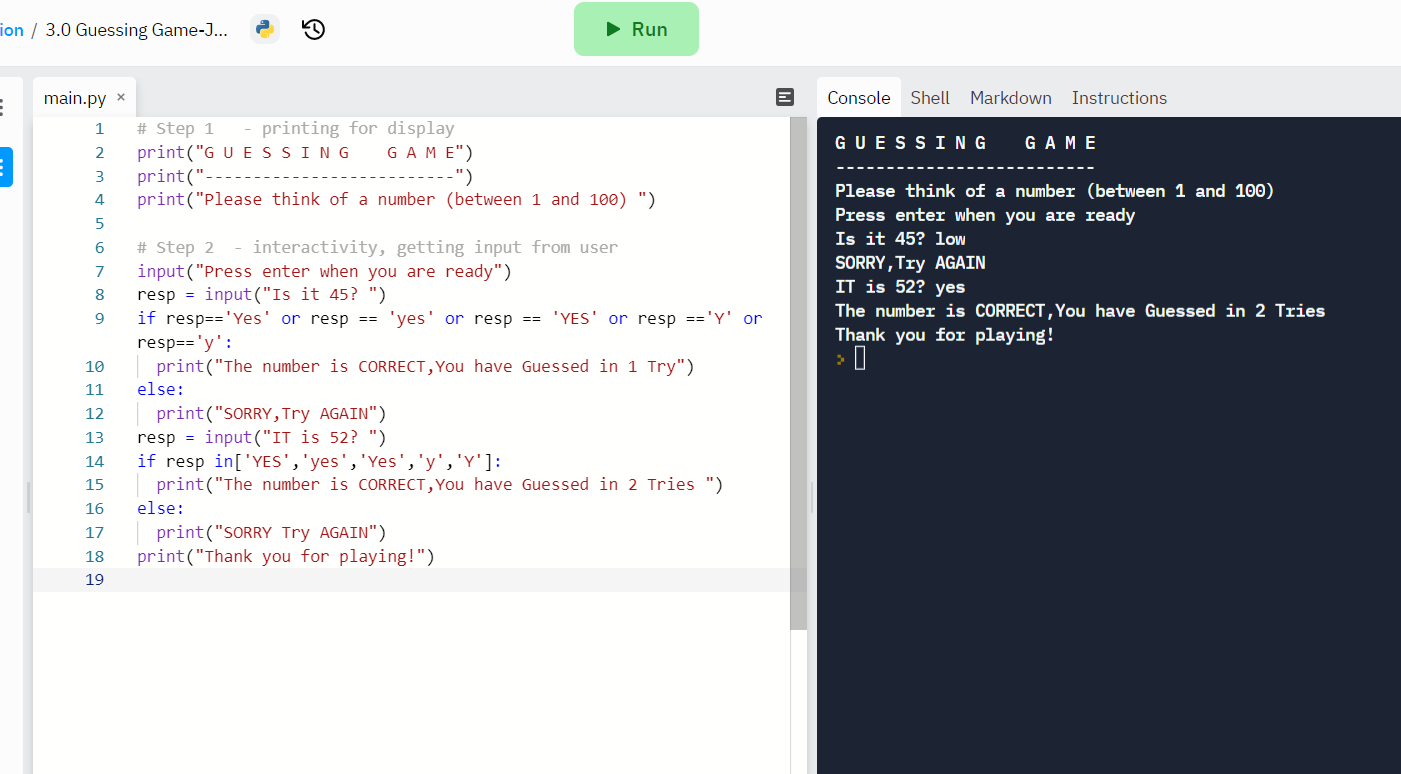 ion / 3.0 Guessing Game-J...
Run
main.py ×
1 # Step 1   - printing for display
2 print("G U E S S I N G    G A M E")
3 print("--------------------------")
4 print("Please think of a number (between 1 and 100) ")
5
6 # Step 2  - interactivity, getting input from user
7 input("Press enter when you are ready")
8 resp = input("Is it 45? ")
9 if resp=='Yes' or resp == 'yes' or resp == 'YES' or resp =='Y' or
resp=='y':
10   print("The number is CORRECT,You have Guessed in 1 Try")
11 else:
12   print("SORRY,Try AGAIN")
13 resp = input("IT is 52? ")
14 if resp in['YES','yes','Yes','y','Y']:
15   print("The number is CORRECT,You have Guessed in 2 Tries ")
16 else:
17   print("SORRY Try AGAIN")
18 print("Thank you for playing!")
19
Console Shell Markdown Instructions
G U E S S I N G    G A M E
--------------------------
Please think of a number (between 1 and 100)
Press enter when you are ready
Is it 45? low
SORRY,Try AGAIN
IT is 52? yes
The number is CORRECT,You have Guessed in 2 Tries
Thank you for playing!